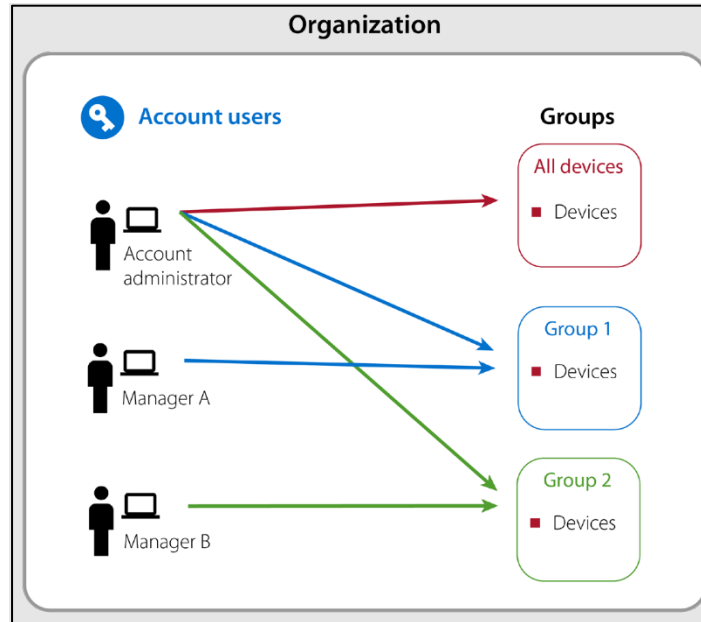 Organization
Account users
Groups
All devices
Devices
Account
administrator
Group 1
Devices
Manager A
Group 2
Devices
Manager B